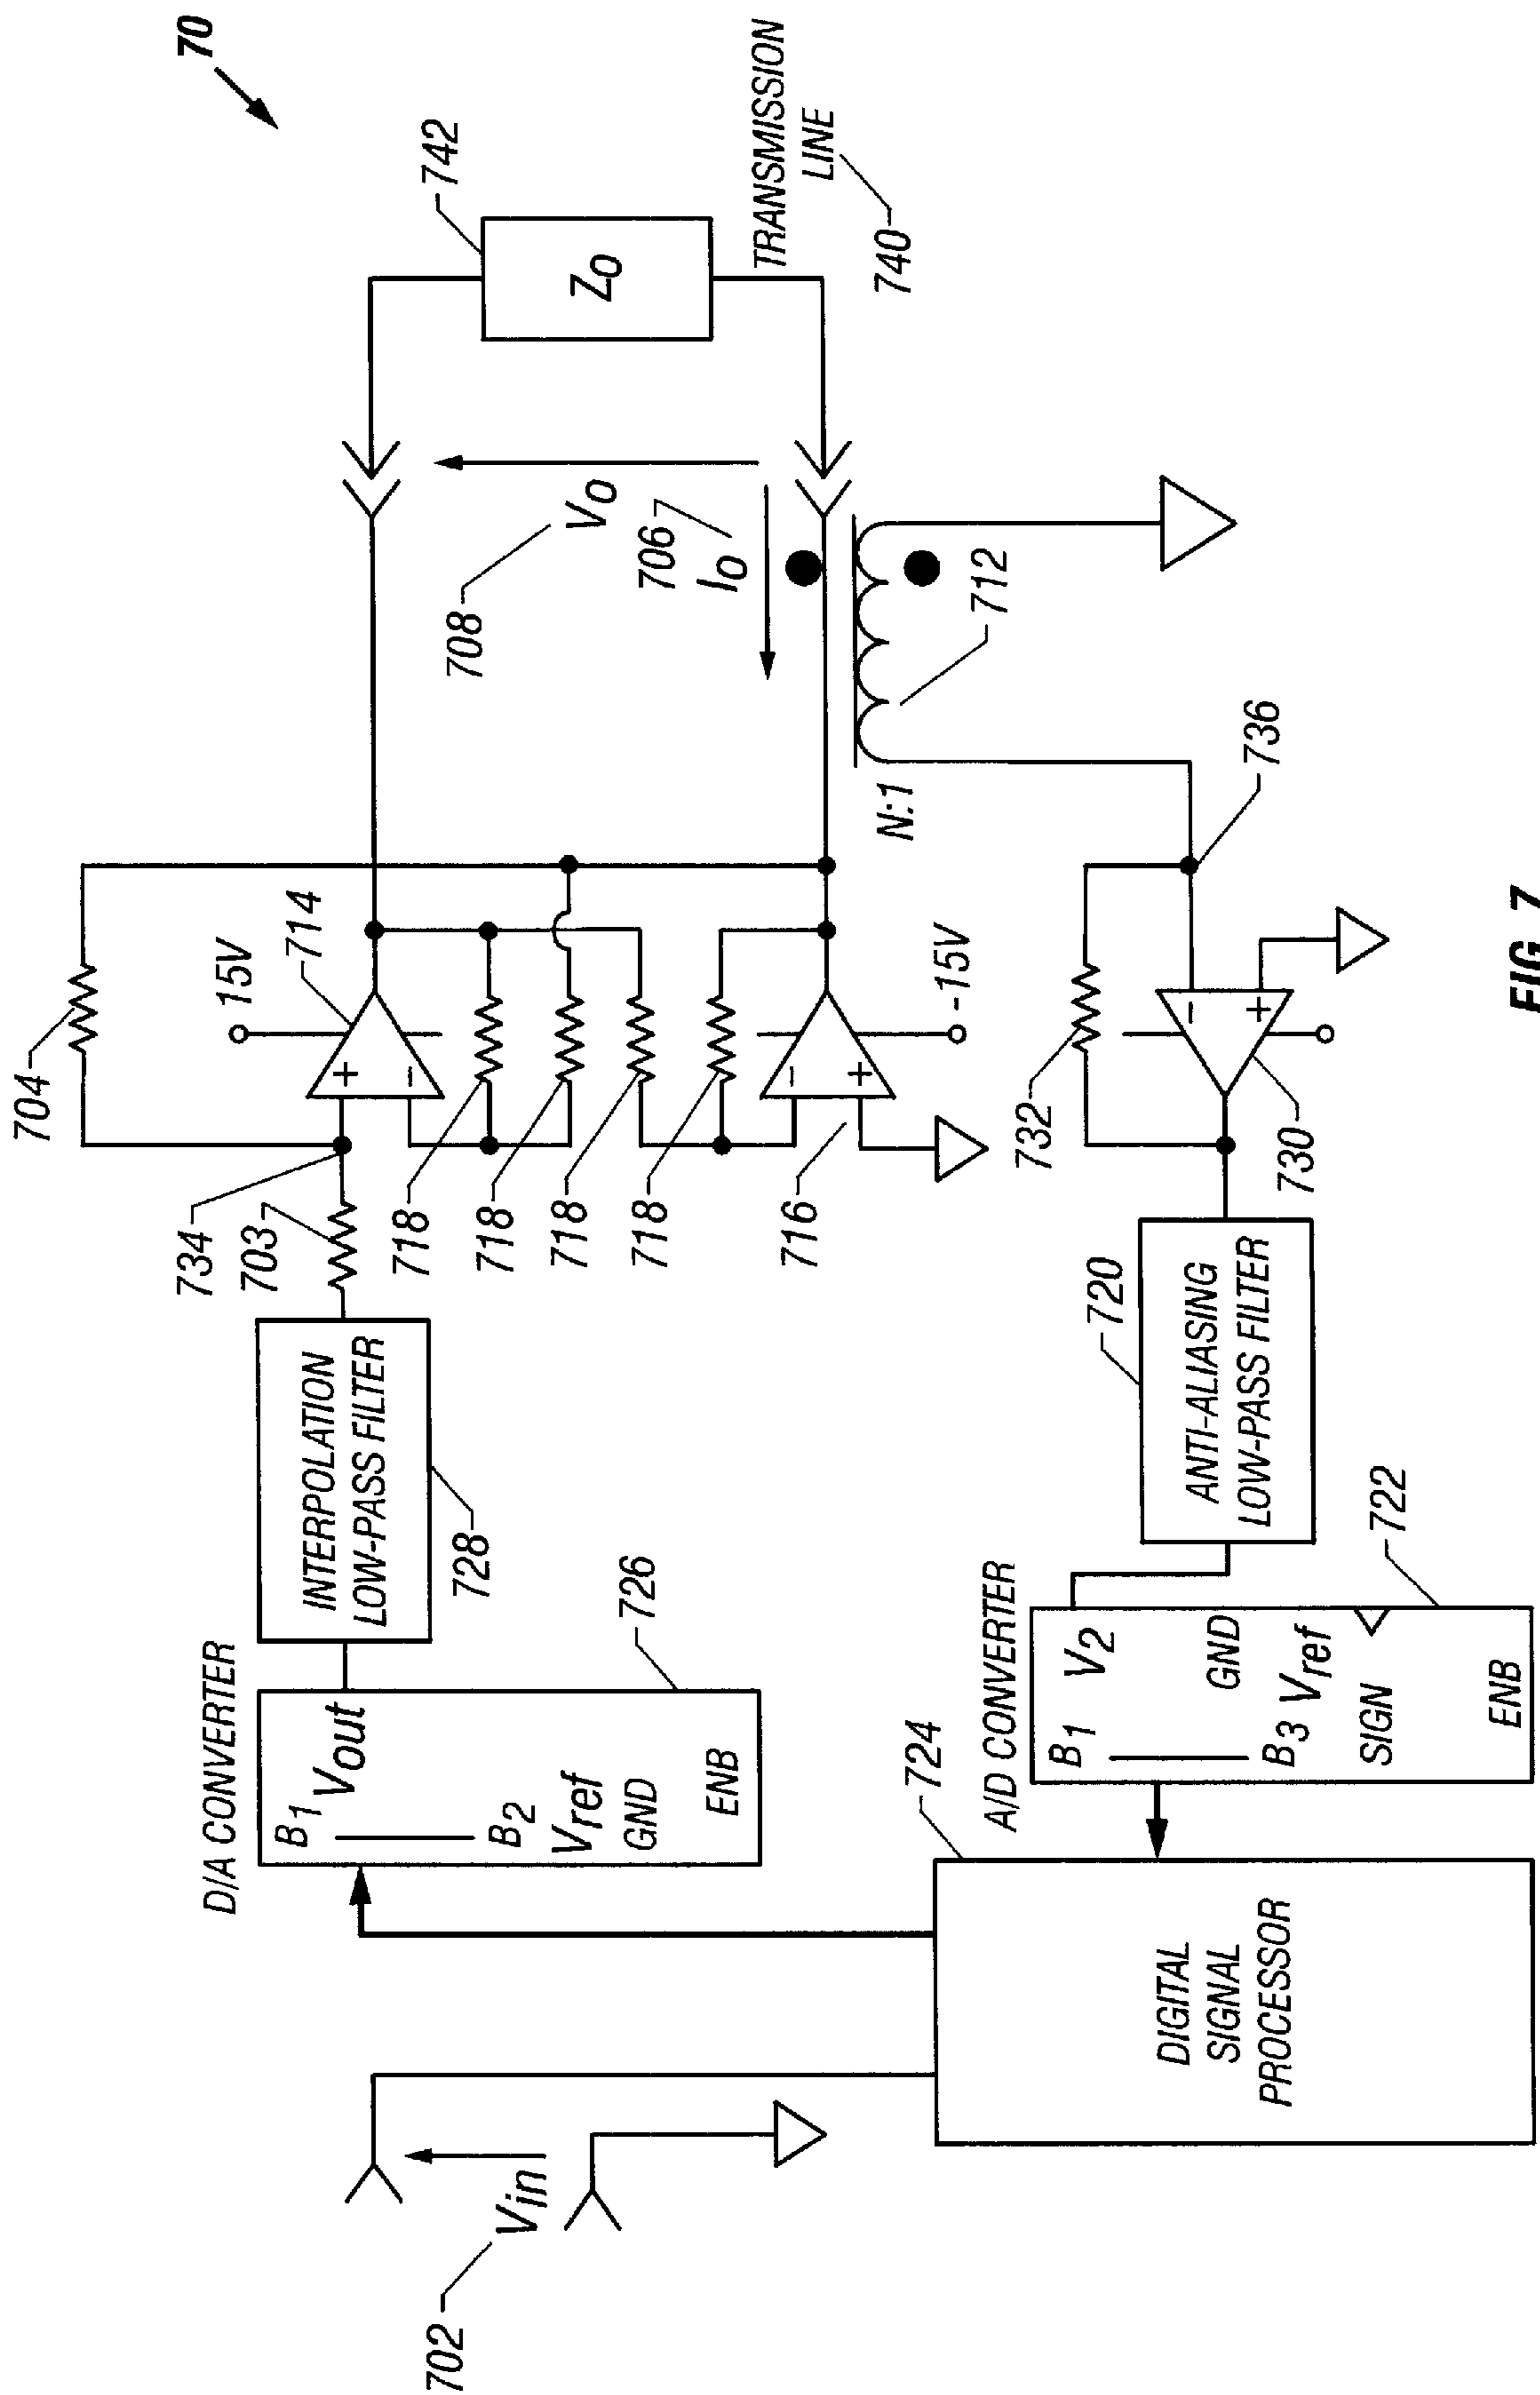 70
702
Vin
D/A CONVERTER
B1 Vout
B2
Vref
GND
ENB
726
INTERPOLATION
LOW-PASS FILTER
728
734
703
704
15V
714
+
-
718
718
718
718
716
-
+
-15V
708
Vo
706
Io
N:1
712
742
Zo
TRANSMISSION
LINE
740
DIGITAL
SIGNAL
PROCESSOR
724
A/D CONVERTER
B1 V2
GND
B3 Vref
SIGN
ENB
722
ANTI-ALIASING
LOW-PASS FILTER
720
732
730
-
+
736
FIG. 7